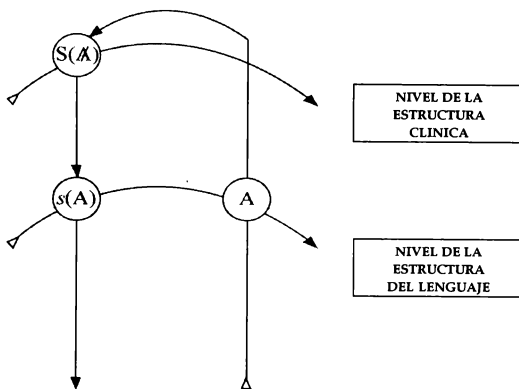 S(Ⱥ)
NIVEL DE LA
ESTRUCTURA
CLINICA
s(A)
A
NIVEL DE LA
ESTRUCTURA
DEL LENGUAJE